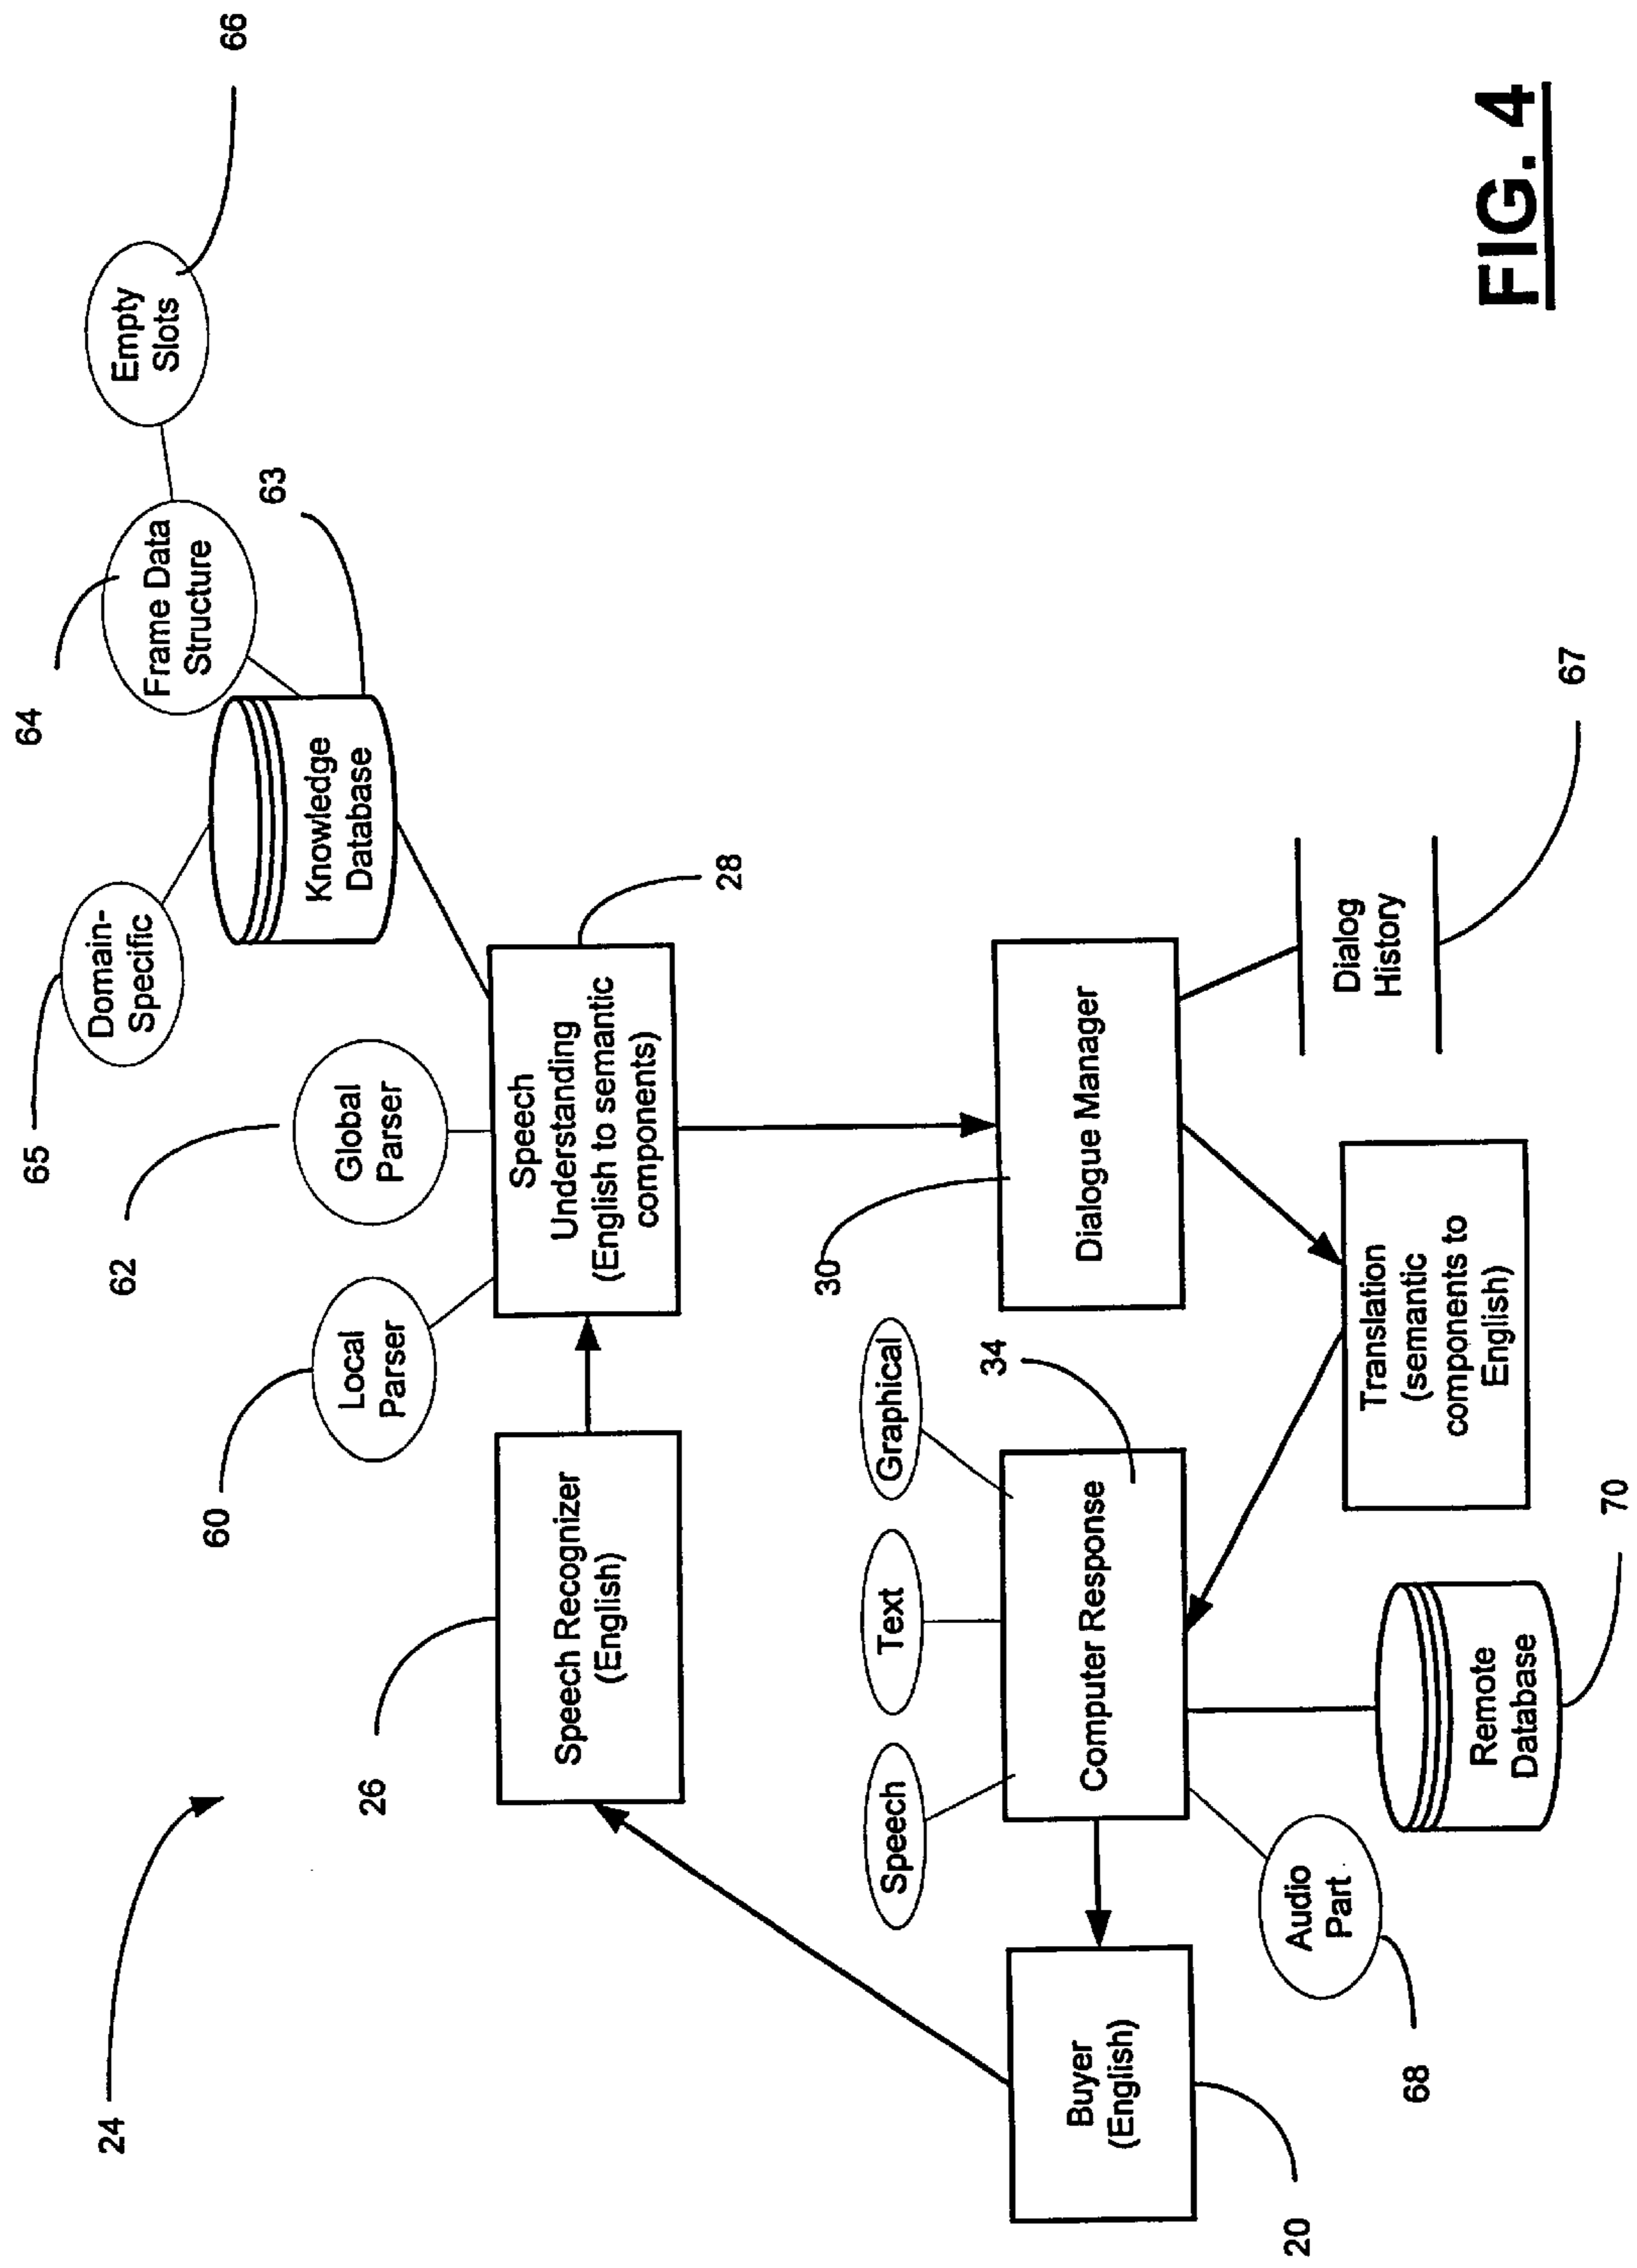 24
65
64
66
Domain-
Specific
Frame Data
Structure
Empty
Slots
62
63
60
Local
Parser
Global
Parser
Knowledge
Database
26
Speech Recognizer
(English)
Speech
Understanding
(English to semantic
components)
28
Speech
Text
Graphical
30
34
20
Buyer
(English)
Computer Response
Dialogue Manager
68
Audio
Part
Remote
Database
70
Translation
(semantic
components to
English)
Dialog
History
67
FIG. 4